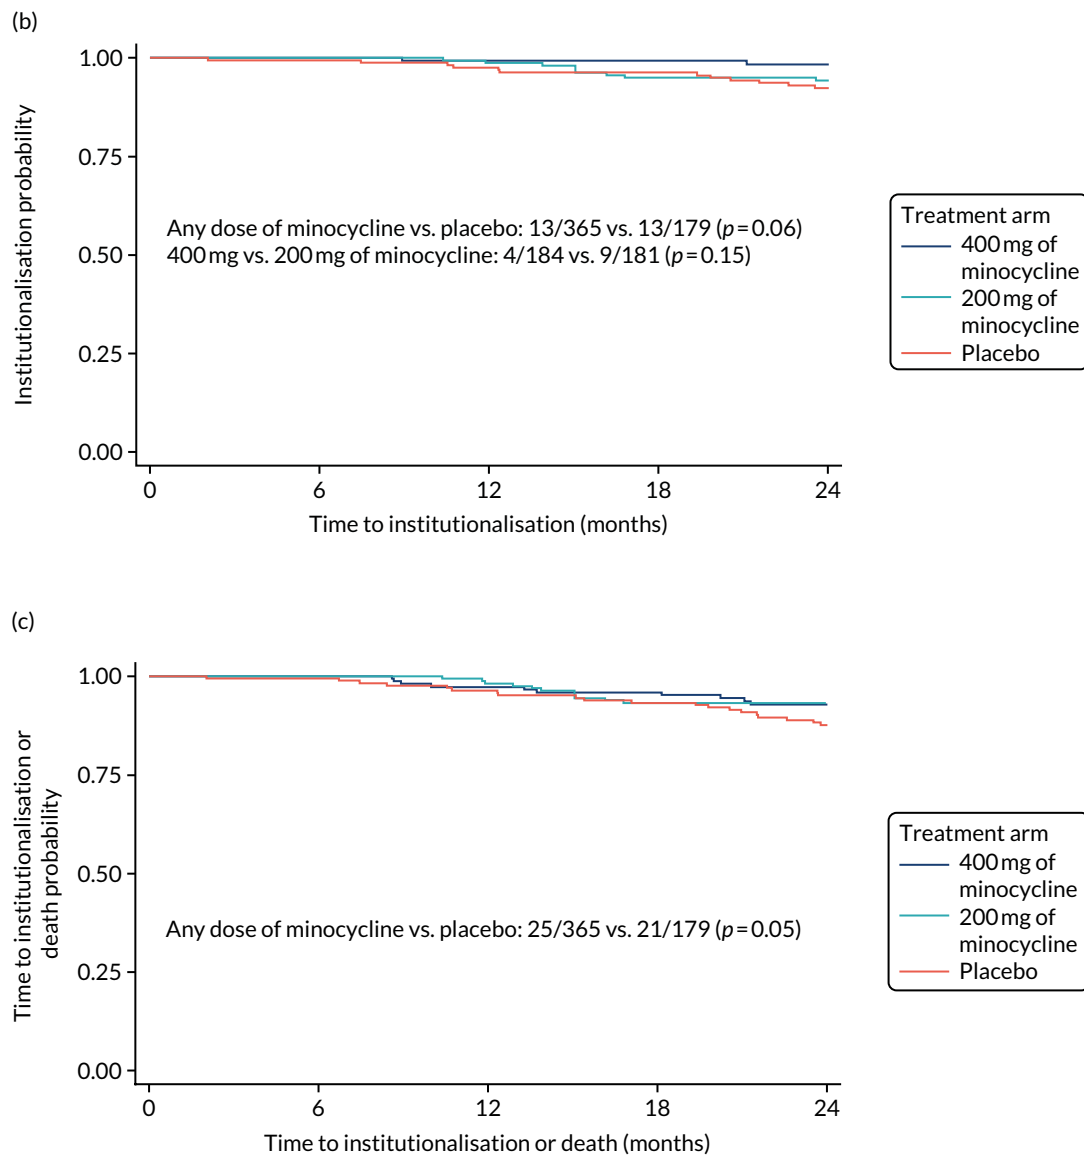 (b)
1.00
0.75
0.50
0.25
0.00
Institutionalisation probability
Any dose of minocycline vs. placebo: 13/365 vs. 13/179 (p=0.06)
400 mg vs. 200 mg of minocycline: 4/184 vs. 9/181 (p=0.15)
0 6 12 18 24
Time to institutionalisation (months)
Treatment arm
400 mg of
minocycline
200 mg of
minocycline
Placebo
(c)
1.00
0.75
0.50
0.25
0.00
Time to institutionalisation or
death probability
Any dose of minocycline vs. placebo: 25/365 vs. 21/179 (p=0.05)
0 6 12 18 24
Time to institutionalisation or death (months)
Treatment arm
400 mg of
minocycline
200 mg of
minocycline
Placebo